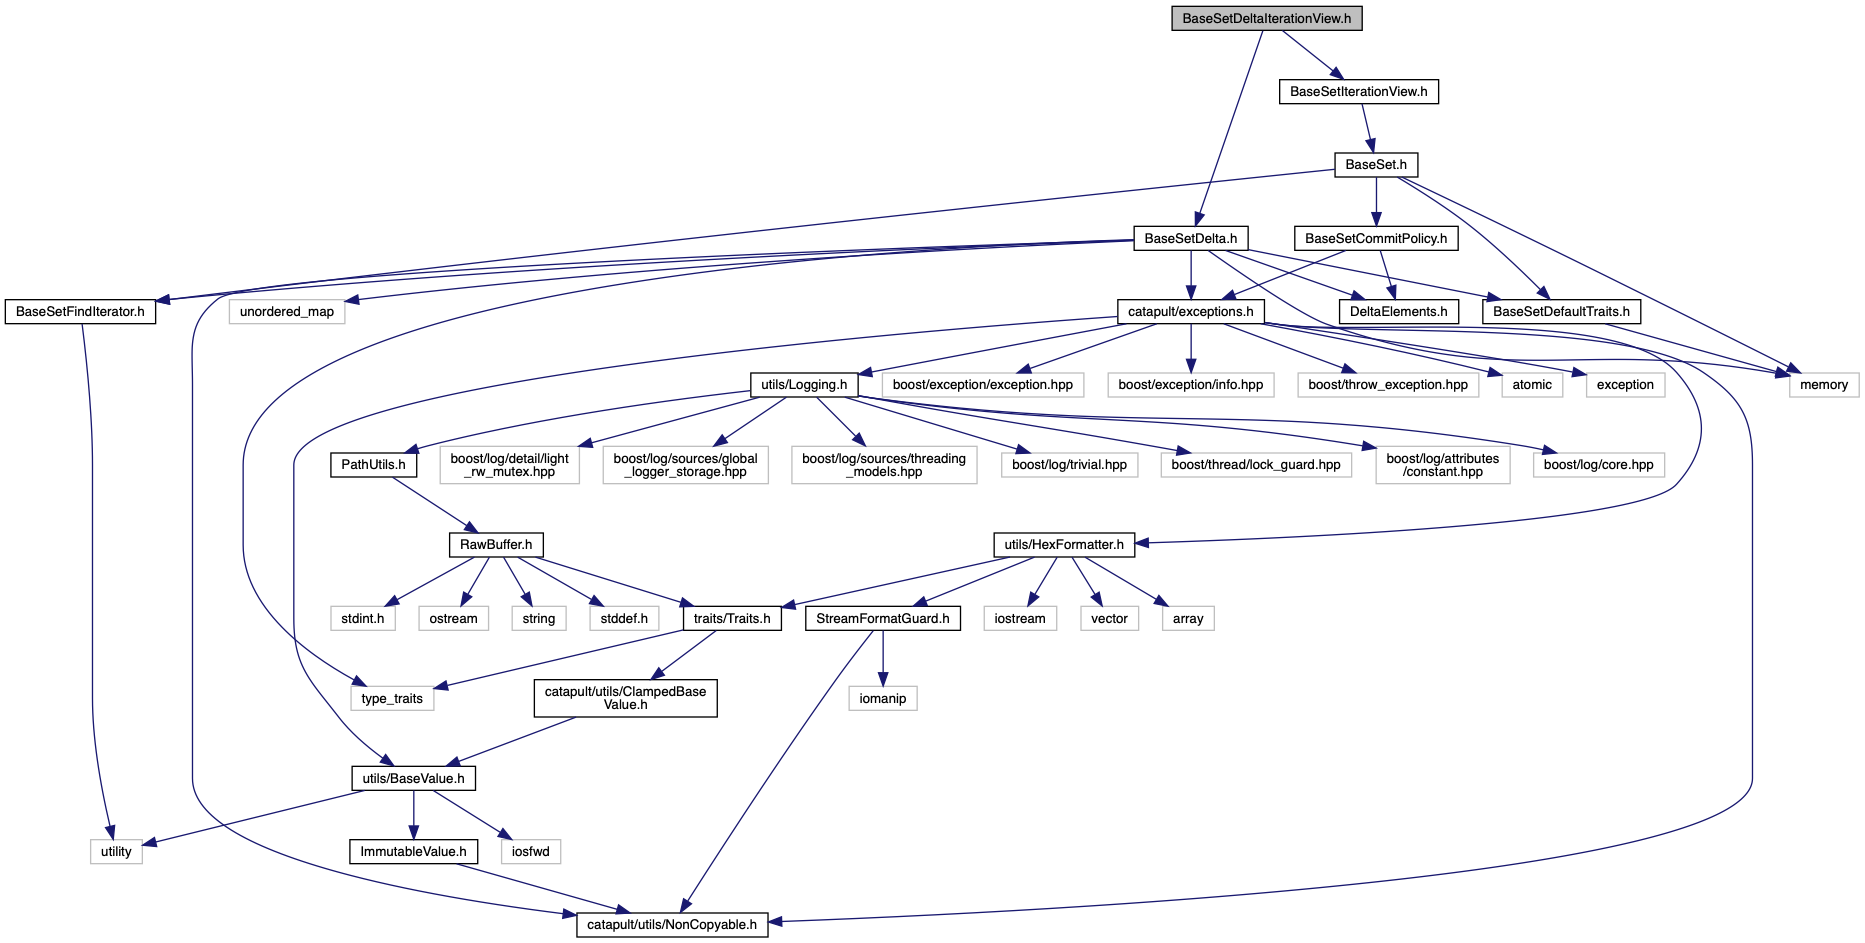 BaseSetDeltaIterationView.h
BaseSetIterationView.h
BaseSet.h
BaseSetDelta.h
BaseSetCommitPolicy.h
BaseSetFindIterator.h
unordered_map
catapult/exceptions.h
DeltaElements.h
BaseSetDefaultTraits.h
utils/Logging.h
boost/exception/exception.hpp
boost/exception/info.hpp
boost/throw_exception.hpp
atomic
exception
memory
PathUtils.h
boost/log/detail/light
_rw_mutex.hpp
boost/log/sources/global
_logger_storage.hpp
boost/log/sources/threading
_models.hpp
boost/log/trivial.hpp
boost/thread/lock_guard.hpp
boost/log/attributes
/constant.hpp
boost/log/core.hpp
RawBuffer.h
utils/HexFormatter.h
stdint.h
ostream
string
stddef.h
traits/Traits.h
StreamFormatGuard.h
iostream
vector
array
type_traits
catapult/utils/ClampedBase
Value.h
iomanip
utils/BaseValue.h
utility
ImmutableValue.h
iosfwd
catapult/utils/NonCopyable.h